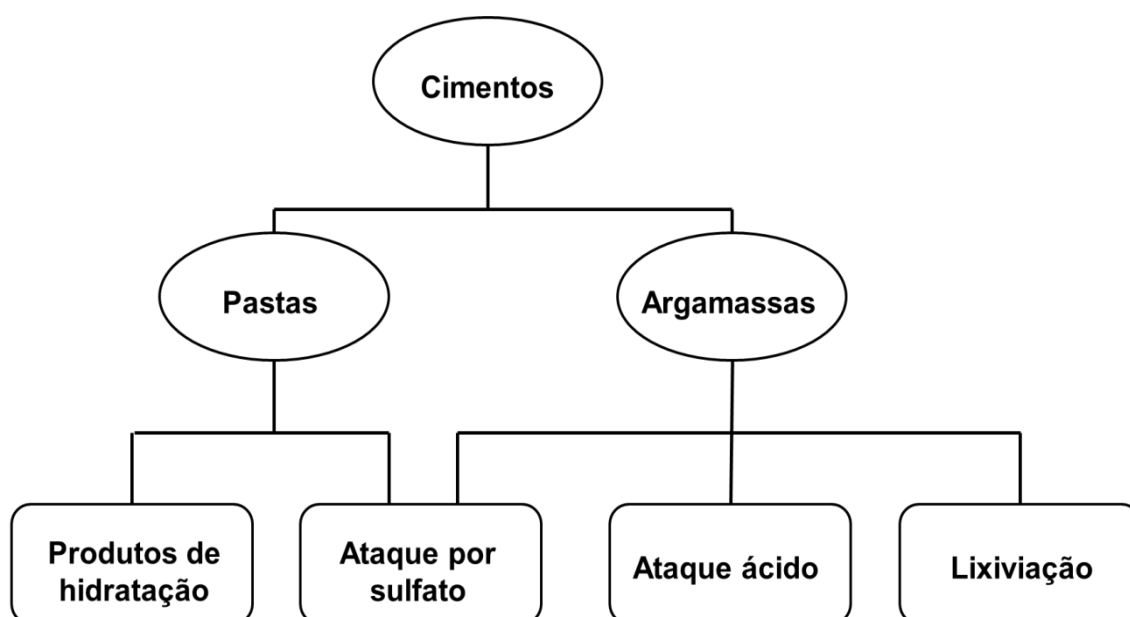 Cimentos
Pastas
Argamassas
Produtos de
hidratação
Ataque por
sulfato
Ataque ácido
Lixiviação